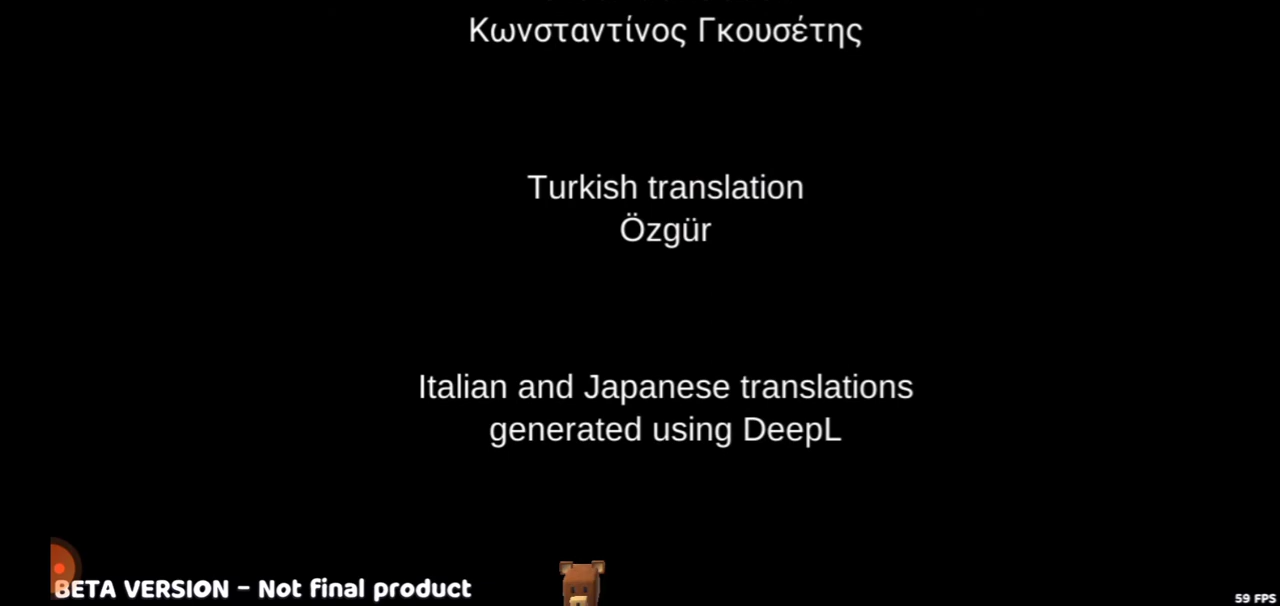 Κωνσταντίνος Γκουσέτης
Turkish translation
Özgür
Italian and Japanese translations
generated using DeepL
BETA VERSION - Not final product
59 FPS